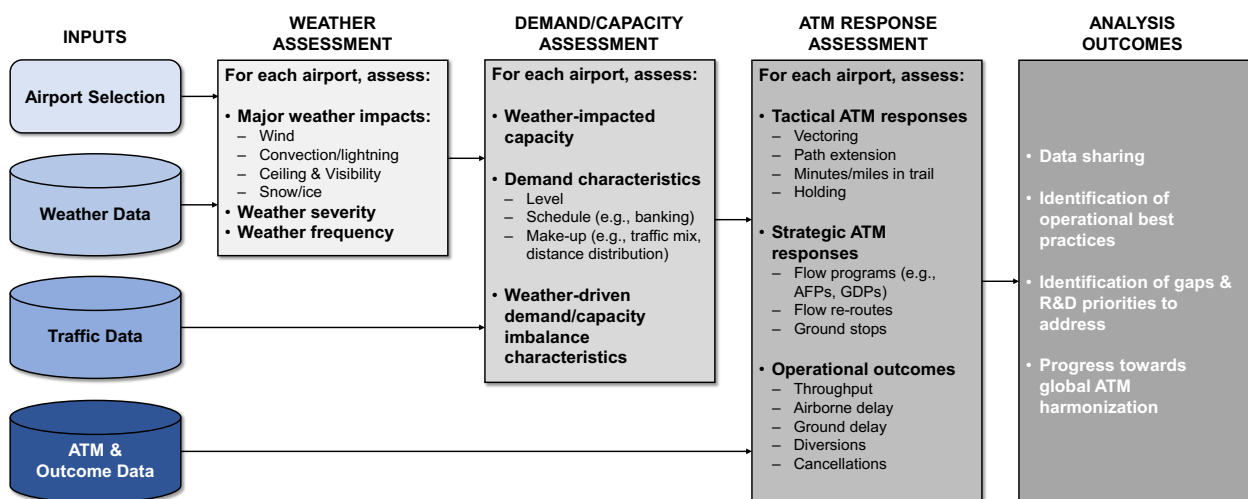 INPUTS
Airport Selection
Weather Data
Traffic Data
ATM &
Outcome Data
WEATHER
ASSESSMENT
For each airport, assess:
• Major weather impacts:
– Wind
– Convection/lightning
– Ceiling & Visibility
– Snow/ice
• Weather severity
• Weather frequency
DEMAND/CAPACITY
ASSESSMENT
For each airport, assess:
• Weather-impacted
capacity
• Demand characteristics
– Level
– Schedule (e.g., banking)
– Make-up (e.g., traffic mix,
distance distribution)
• Weather-driven
demand/capacity
imbalance
characteristics
ATM RESPONSE
ASSESSMENT
For each airport, assess:
• Tactical ATM responses
– Vectoring
– Path extension
– Minutes/miles in trail
– Holding
• Strategic ATM
responses
– Flow programs (e.g.,
AFPs, GDPs)
– Flow re-routes
– Ground stops
• Operational outcomes
– Throughput
– Airborne delay
– Ground delay
– Diversions
– Cancellations
ANALYSIS
OUTCOMES
• Data sharing
• Identification of
operational best
practices
• Identification of gaps &
R&D priorities to
address
• Progress towards
global ATM
harmonization